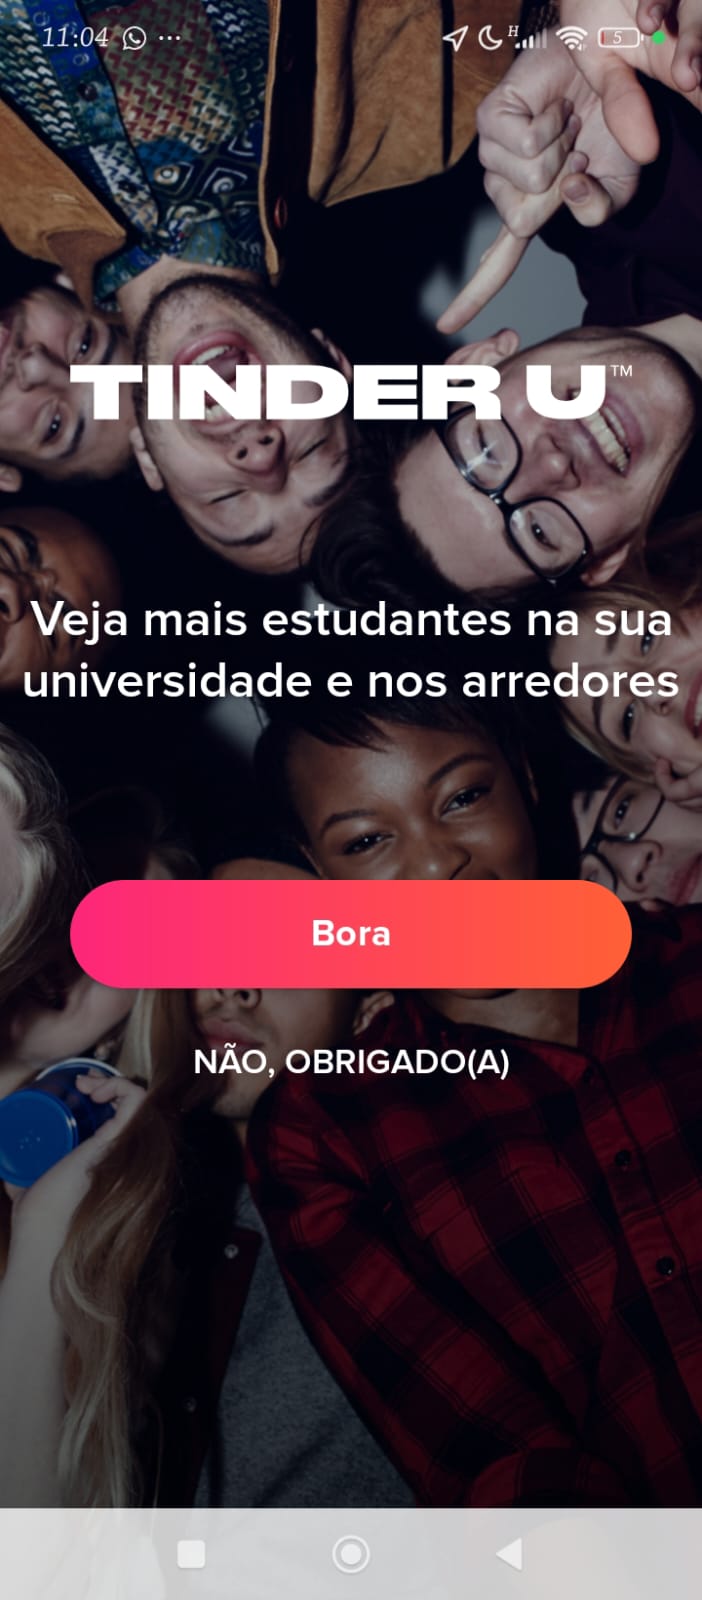 11:04
H
5
TINDER U™
Veja mais estudantes na sua
universidade e nos arredores
Bora
NÃO, OBRIGADO(A)